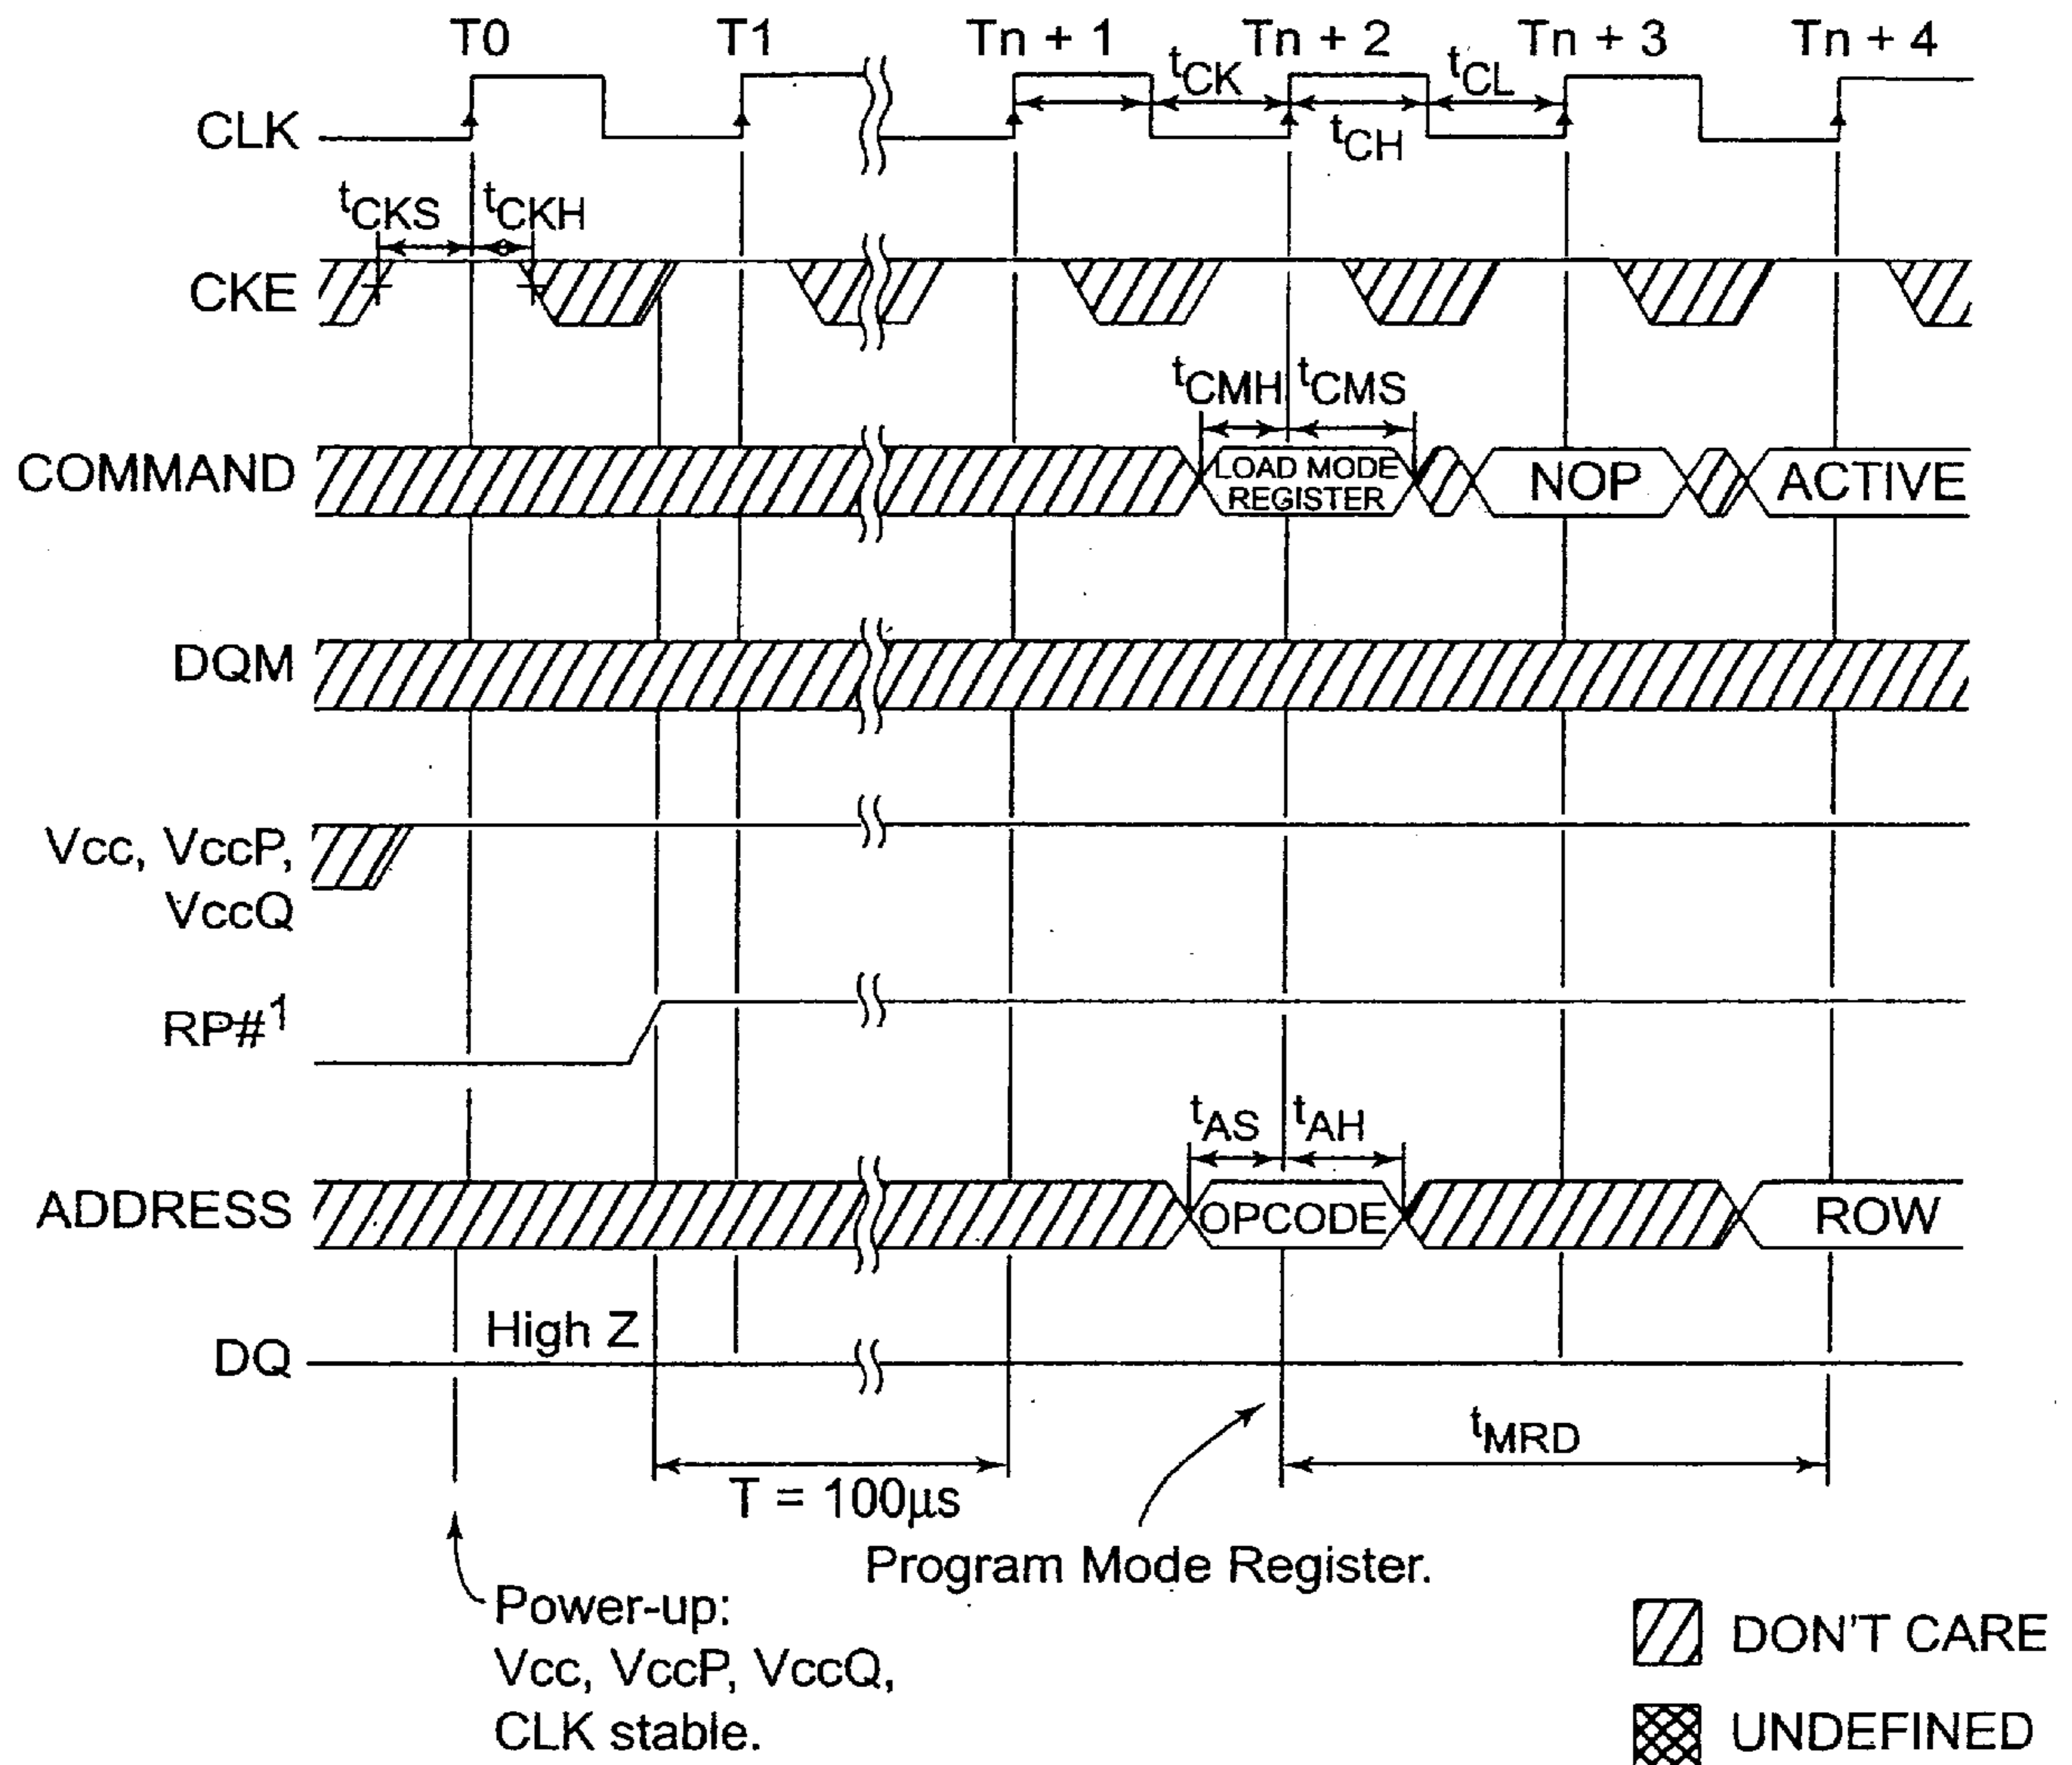 T0 T1 Tn + 1 Tn + 2 Tn + 3 Tn + 4
tCK tCL
CLK
tCH
tCKS tCKH
CKE
tCMH tCMS
COMMAND LOAD MODE REGISTER NOP ACTIVE
DQM
Vcc, VccP,
VccQ
RP#1
tAS tAH
ADDRESS OPCODE ROW
High Z
DQ
tMRD
T = 100µs
Program Mode Register.
Power-up:
Vcc, VccP, VccQ,
CLK stable.
DON'T CARE
UNDEFINED